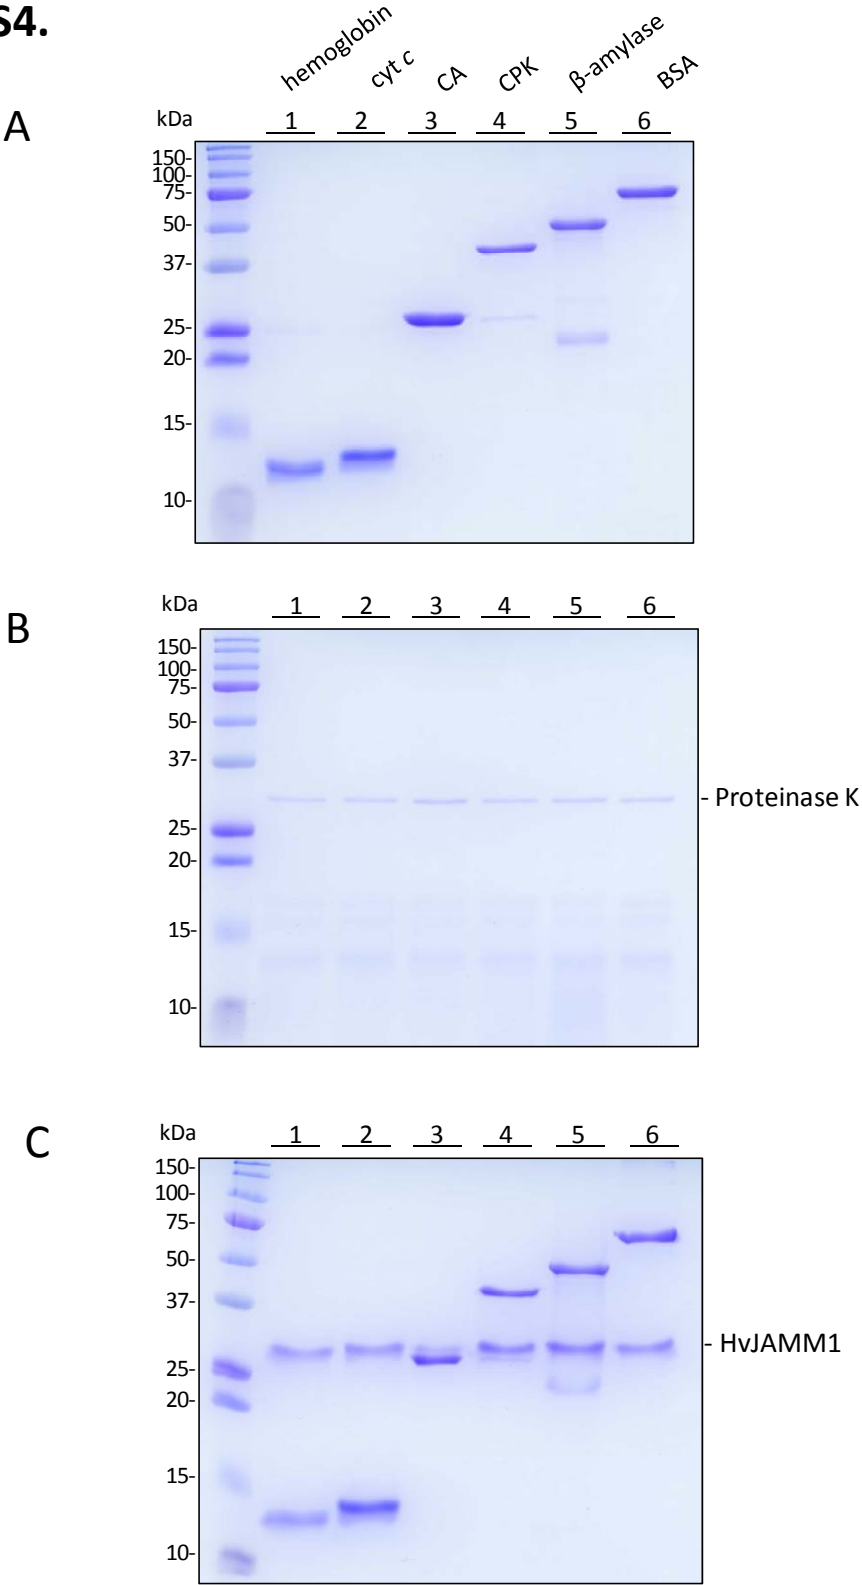 S4.
hemoglobin
cyt c
CA
CPK
β-amylase
BSA
A
kDa
1 2 3 4 5 6
150-
100-
75-
50-
37-
25-
20-
15-
10-
B
kDa
1 2 3 4 5 6
150-
100-
75-
50-
37-
- Proteinase K
25-
20-
15-
10-
C
kDa
1 2 3 4 5 6
150-
100-
75-
50-
37-
- HvJAMM1
25-
20-
15-
10-